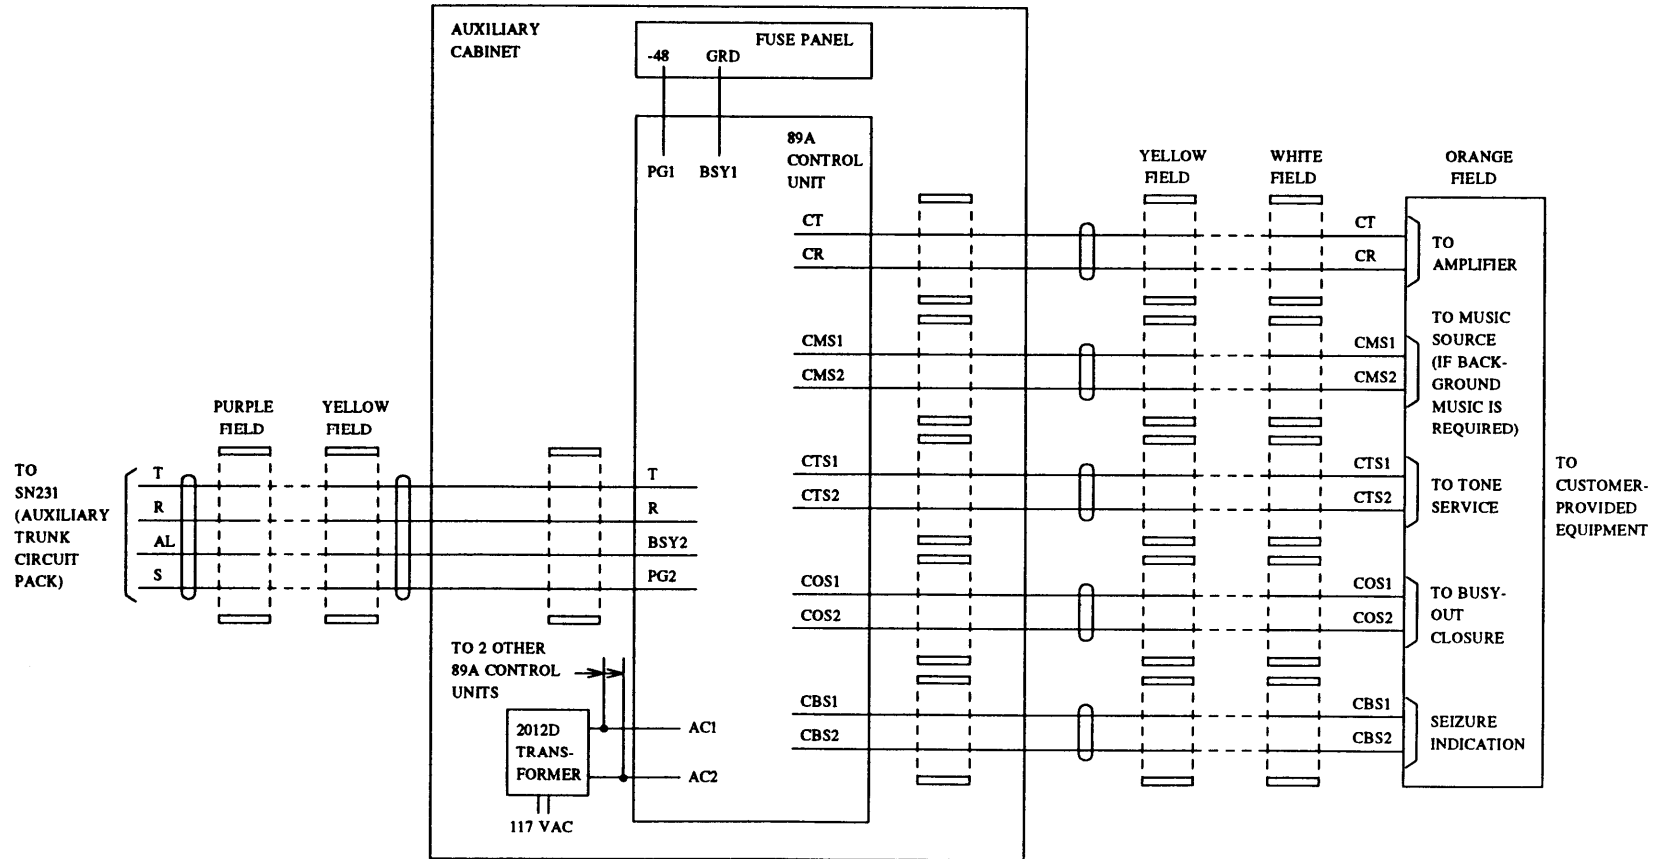 AUXILIARY
CABINET
FUSE PANEL
-48 GRD
89A
CONTROL
UNIT
PG1 BSY1
YELLOW
FIELD
WHITE
FIELD
ORANGE
FIELD
CT
CR
CT
CR
TO
AMPLIFIER
CMS1
CMS2
CMS1
CMS2
TO MUSIC
SOURCE
(IF BACK-
GROUND
MUSIC IS
REQUIRED)
PURPLE
FIELD
YELLOW
FIELD
TO
SN231
(AUXILIARY
TRUNK
CIRCUIT
PACK)
T
R
AL
S
T
R
BSY2
PG2
CTS1
CTS2
CTS1
CTS2
TO TONE
SERVICE
TO
CUSTOMER-
PROVIDED
EQUIPMENT
COS1
COS2
COS1
COS2
TO BUSY-
OUT
CLOSURE
TO 2 OTHER
89A CONTROL
UNITS
2012D
TRANS-
FORMER
AC1
AC2
117 VAC
CBS1
CBS2
CBS1
CBS2
SEIZURE
INDICATION